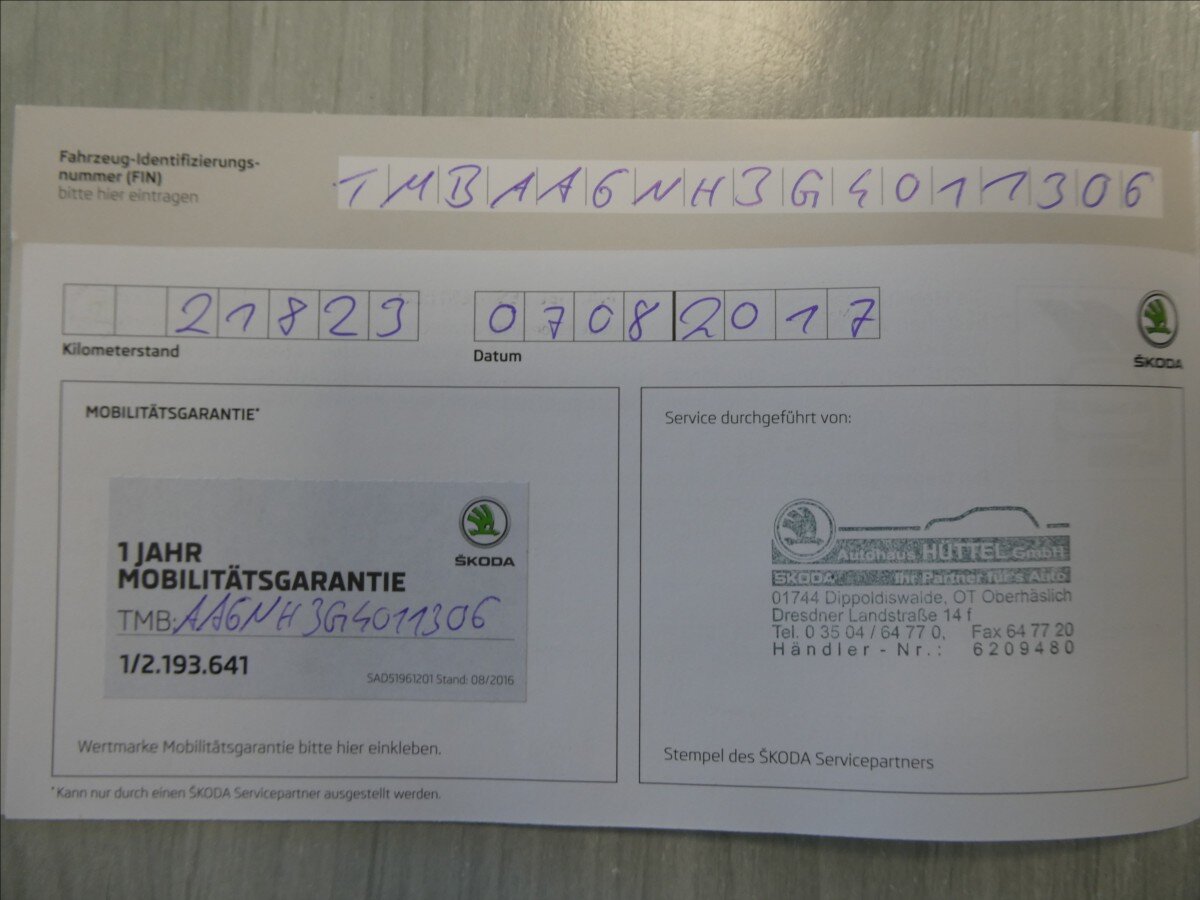 Fahrzeug-Identifizierungs-
nummer (FIN)
bitte hier eintragen
TMBAA6NH3G4011306
21823
Kilometerstand
07082017
Datum
ŠKODA
MOBILITÄTSGARANTIE*
ŠKODA
1 JAHR
MOBILITÄTSGARANTIE
TMB: AA6NH3G4011306
1/2.193.641
SAD51961201 Stand: 08/2016
Wertmarke Mobilitätsgarantie bitte hier einkleben.
*Kann nur durch einen ŠKODA Servicepartner ausgestellt werden.
Service durchgeführt von:
Autohaus HÜTTEL GmbH
ŠKODA Ihr Partner für's Auto
01744 Dippoldiswalde, OT Oberhäslich
Dresdner Landstraße 14 f
Tel. 0 35 04 / 64 77 0, Fax 64 77 20
Händler - Nr.: 6209480
Stempel des ŠKODA Servicepartners